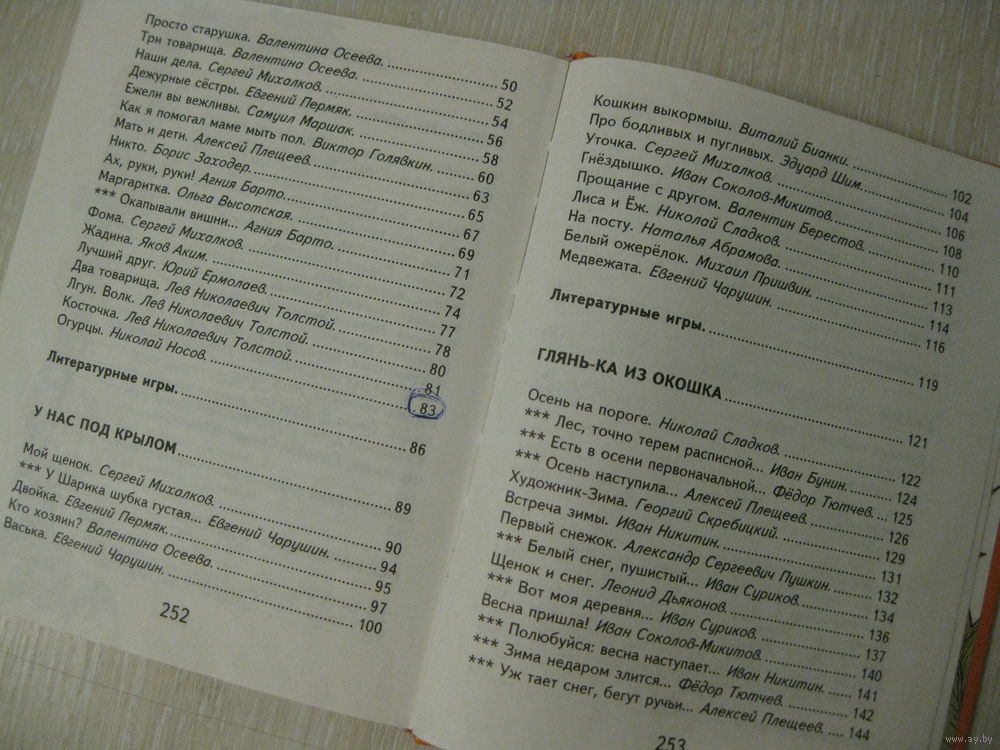 Просто старушка. Валентина Осеева. 50
Три товарища. Валентина Осеева. 52
Наши дела. Сергей Михалков. 54
Дежурные сёстры. Евгений Пермяк. 56
Ежели вы вежливы. Самуил Маршак. 58
Как я помогал маме мыть пол. Виктор Голявкин. 60
Мать и дети. Алексей Плещеев. 63
Никто. Борис Заходер. 65
Ах, руки, руки! Агния Барто. 67
Маргаритка. Ольга Высотская. 69
*** Окапывали вишни... Агния Барто. 71
Фома. Сергей Михалков. 72
Жадина. Яков Аким. 74
Лучший друг. Юрий Ермолаев. 77
Два товарища. Лев Николаевич Толстой. 78
Лгун. Волк. Лев Николаевич Толстой. 80
Косточка. Лев Николаевич Толстой. 81
Огурцы. Николай Носов. 83
Литературные игры. 86
У НАС ПОД КРЫЛОМ 89
Мой щенок. Сергей Михалков. 90
*** У Шарика шубка густая... Евгений Чарушин. 94
Двойка. Евгений Пермяк. 95
Кто хозяин? Валентина Осеева. 97
Васька. Евгений Чарушин. 100
252
Кошкин выкормыш. Виталий Бианки. 102
Про бодливых и пугливых. Эдуард Шим. 104
Уточка. Сергей Михалков. 106
Гнёздышко. Иван Соколов-Микитов. 108
Прощание с другом. Валентин Берестов. 110
Лиса и Ёж. Николай Сладков. 111
На посту. Наталья Абрамова. 113
Белый ожерёлок. Михаил Пришвин. 114
Медвежата. Евгений Чарушин. 116
Литературные игры. 119
ГЛЯНЬ-КА ИЗ ОКОШКА 121
Осень на пороге. Николай Сладков. 122
*** Лес, точно терем расписной... Иван Бунин. 124
*** Есть в осени первоначальной... Фёдор Тютчев. 125
*** Осень наступила... Алексей Плещеев. 126
Художник-Зима. Георгий Скребицкий. 129
Встреча зимы. Иван Никитин. 131
Первый снежок. Александр Сергеевич Пушкин. 132
*** Белый снег, пушистый... Иван Суриков. 134
Щенок и снег. Леонид Дьяконов. 136
*** Вот моя деревня... Иван Суриков. 137
Весна пришла! Иван Соколов-Микитов. 140
*** Полюбуйся: весна наступает... Иван Никитин. 141
*** Зима недаром злится... Фёдор Тютчев. 142
*** Уж тает снег, бегут ручьи... Алексей Плещеев. 144
253
www.ay.by